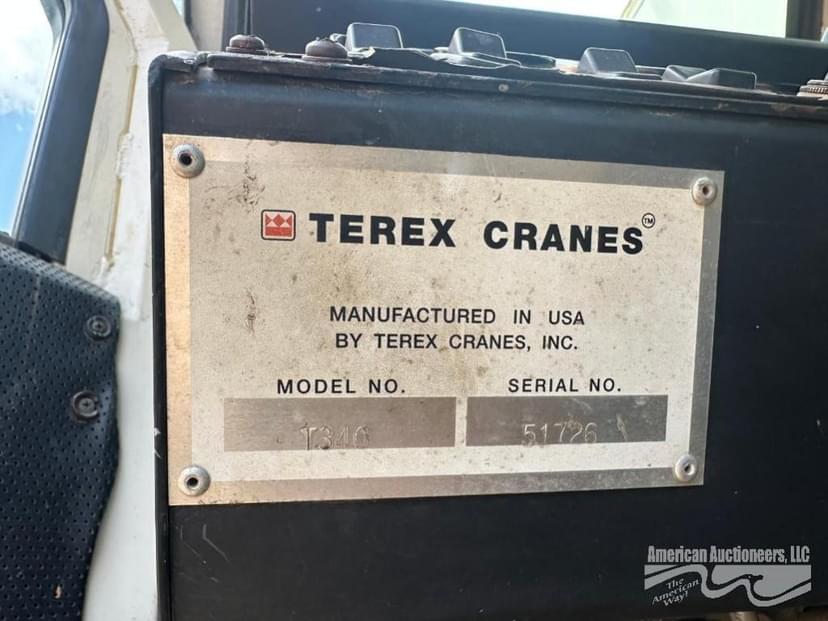 TEREX CRANES™
MANUFACTURED IN USA
BY TEREX CRANES, INC.
MODEL NO. SERIAL NO.
T340 51726
American Auctioneers, LLC
The
American
Way!